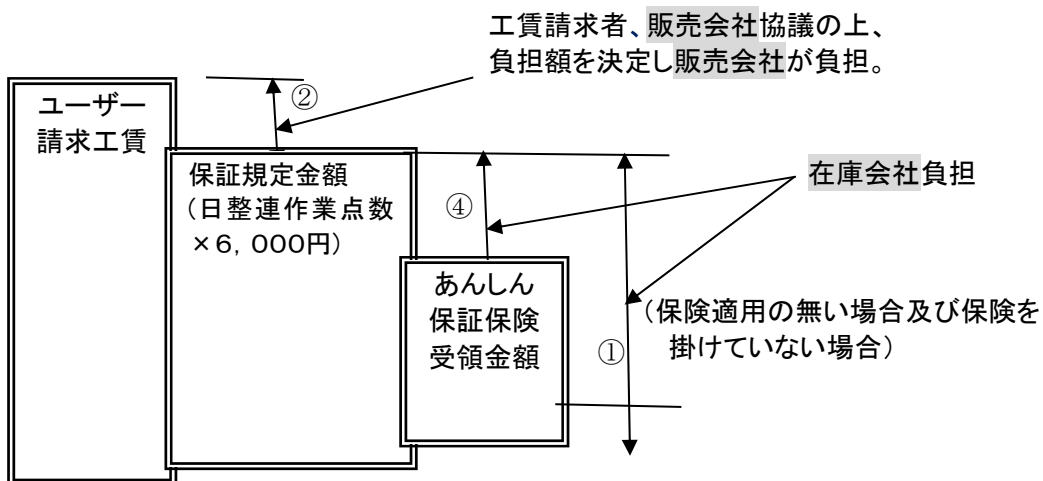 工賃請求者、販売会社協議の上、
負担額を決定し販売会社が負担。
②
ユーザー
請求工賃
保証規定金額
（日整連作業点数
×６，０００円）
④
在庫会社負担
あんしん
保証保険
受領金額
①
（保険適用の無い場合及び保険を
掛けていない場合）